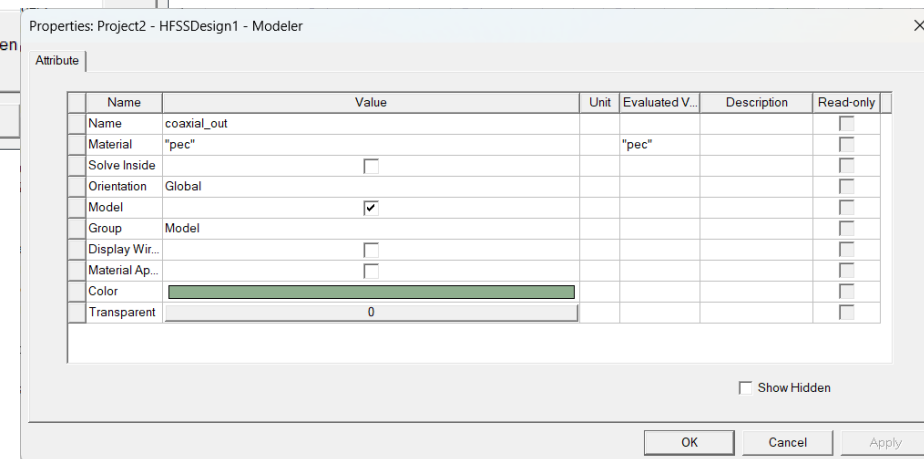 Properties: Project2 - HFSSDesign1 - Modeler
en
Attribute
Name Value Unit Evaluated V... Description Read-only
Name coaxial_out
Material "pec" "pec"
Solve Inside
Orientation Global
Model
Group Model
Display Wir...
Material Ap...
Color
Transparent 0
Show Hidden
OK Cancel Apply